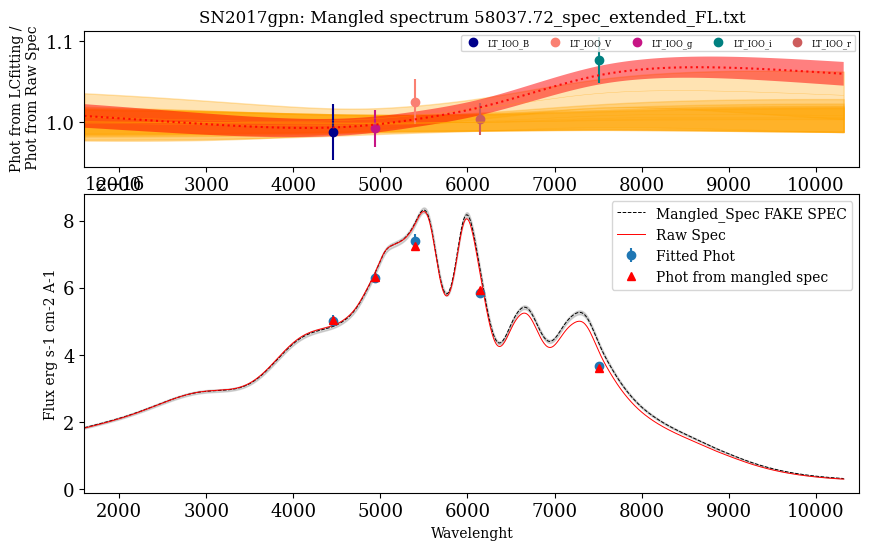 SN2017gpn: Mangled spectrum 58037.72_spec_extended_FL.txt
Phot from LCfitting /
Phot from Raw Spec
1.1
1.0
LT_IOO_B
LT_IOO_V
LT_IOO_g
LT_IOO_i
LT_IOO_r
2000 3000 4000 5000 6000 7000 8000 9000 10000
1e−16
Flux erg s-1 cm-2 A-1
8
6
4
2
0
Mangled_Spec FAKE SPEC
Raw Spec
Fitted Phot
Phot from mangled spec
2000 3000 4000 5000 6000 7000 8000 9000 10000
Wavelenght